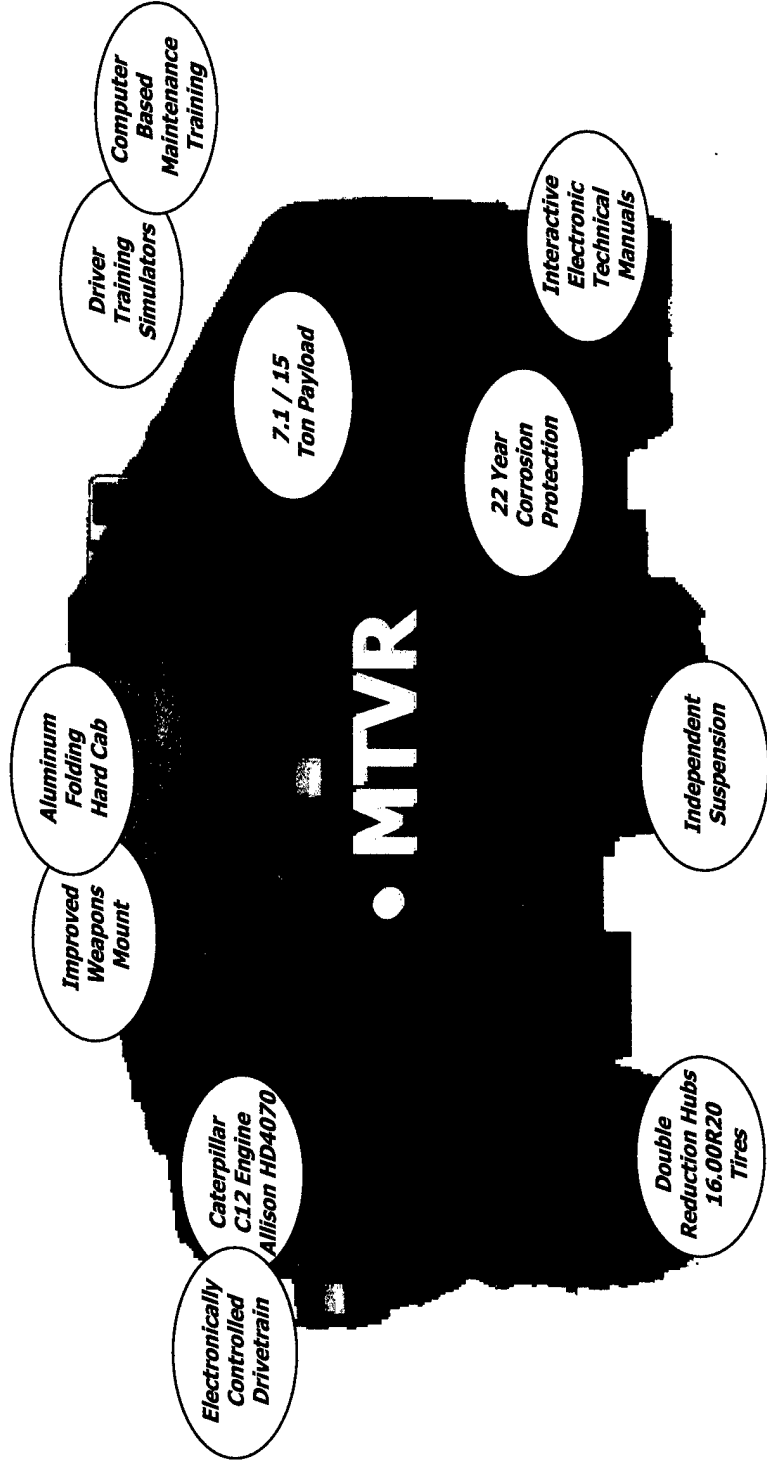 Computer
Based
Maintenance
Training
Driver
Training
Simulators
Aluminum
Folding
Hard Cab
Improved
Weapons
Mount
Caterpillar
C12 Engine
Allison HD4070
Electronically
Controlled
Drivetrain
7.1 / 15
Ton Payload
• MTVR
22 Year
Corrosion
Protection
Interactive
Electronic
Technical
Manuals
Independent
Suspension
Double
Reduction Hubs
16.00R20
Tires